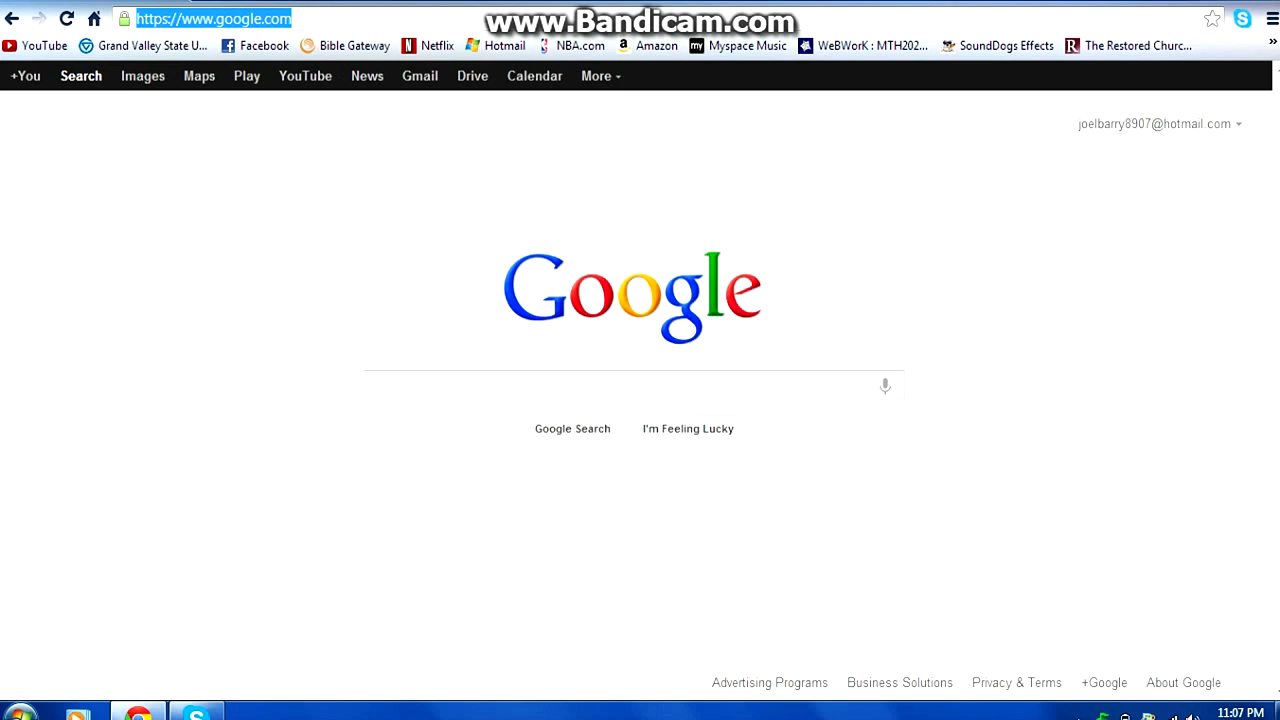 https://www.google.com
www.Bandicam.com
YouTube Grand Valley State U... Facebook Bible Gateway Netflix Hotmail NBA.com Amazon Myspace Music WeBWorK : MTH202... SoundDogs Effects The Restored Churc... »
+You Search Images Maps Play YouTube News Gmail Drive Calendar More
joelbarry8907@hotmail.com
Google
Google Search I'm Feeling Lucky
Advertising Programs Business Solutions Privacy & Terms +Google About Google
11:07 PM